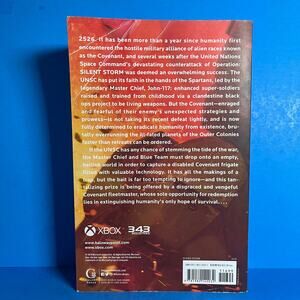 2526. It has been more than a year since humanity first
encountered the hostile military alliance of alien races known
as the Covenant, and several weeks after the United Nations
Space Command's devastating counterattack of Operation:
SILENT STORM was deemed an overwhelming success. The
UNSC has put its faith in the hands of the Spartans, led by
the legendary Master Chief, John-117: enhanced super-soldiers
raised and trained from childhood via a clandestine black
ops project to be living weapons. But the Covenant—enraged
and fearful of their enemy's unexpected strategies and
prowess—is not taking its recent defeat lightly, and is now
fully determined to eradicate humanity from existence, brutally
overrunning the ill-fated planets of the Outer Colonies
faster than retreats can be ordered.
If the UNSC has any chance of stemming the tide of the war,
the Master Chief and Blue Team must drop onto an empty,
hellish world in order to capture a disabled Covenant frigate
filled with valuable technology. It has all the makings of a
trap, but the bait is far too tempting to ignore—and this tantalizing
prize is being offered by a disgraced and vengeful
Covenant fleetmaster, whose sole opportunity for redemption
lies in extinguishing humanity's only hope of survival....
XBOX
343
www.halowaypoint.com
www.xbox.com